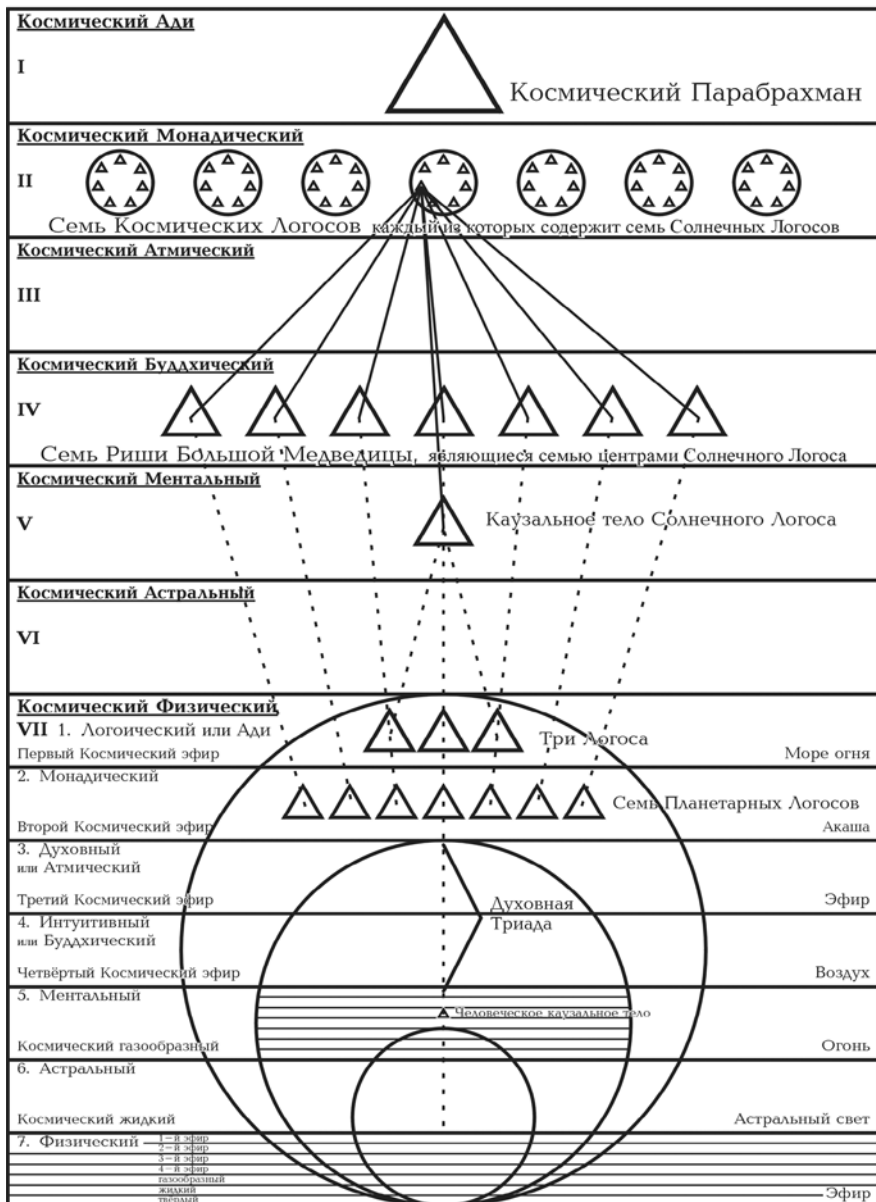 Космический Ади
I
Космический Парабрахман
Космический Монадический
II
Семь Космических Логосов каждый из которых содержит семь Солнечных Логосов
Космический Атмический
III
Космический Буддхический
IV
Семь Риши Большой Медведицы, являющиеся семью центрами Солнечного Логоса
Космический Ментальный
V
Каузальное тело Солнечного Логоса
Космический Астральный
VI
Космический Физический
VII 1. Логоический или Ади
Три Логоса
Первый Космический эфир
Море огня
2. Монадический
Семь Планетарных Логосов
Второй Космический эфир
Акаша
3. Духовный
или Атмический
Третий Космический эфир
Эфир
Духовная
Триада
4. Интуитивный
или Буддхический
Четвёртый Космический эфир
Воздух
5. Ментальный
Человеческое каузальное тело
Космический газообразный
Огонь
6. Астральный
Космический жидкий
Астральный свет
7. Физический
1-й эфир
2-й эфир
3-й эфир
4-й эфир
газообразный
жидкий
твёрдый
Эфир